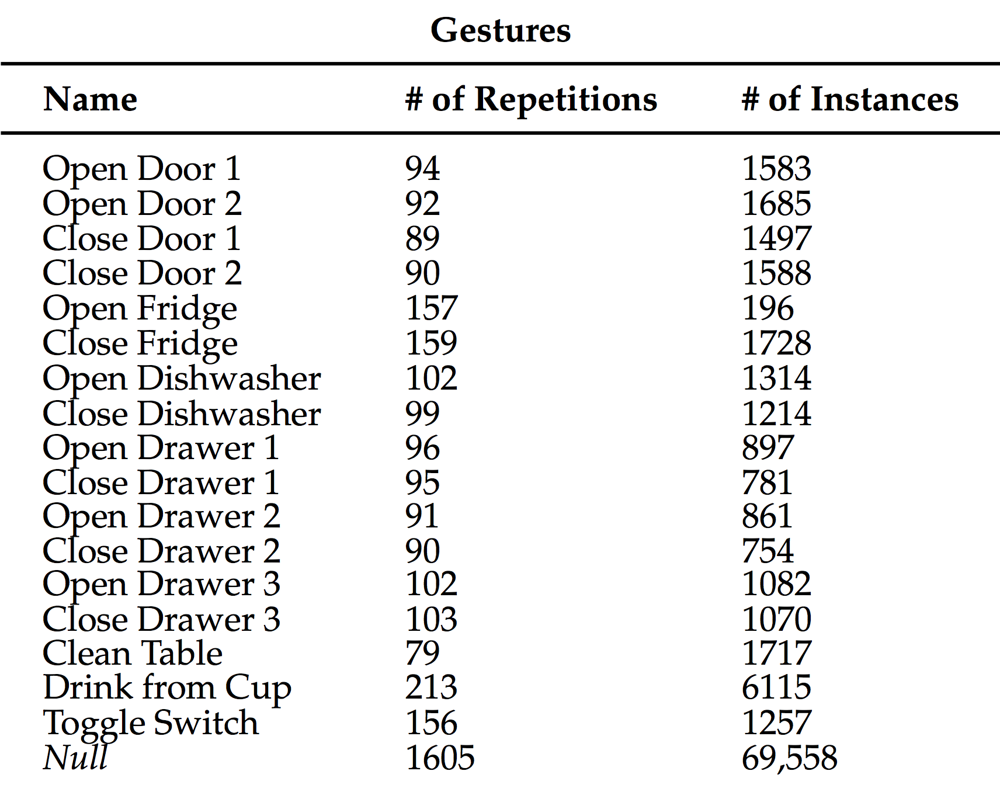 Gestures
Name # of Repetitions # of Instances
Open Door 1 94 1583
Open Door 2 92 1685
Close Door 1 89 1497
Close Door 2 90 1588
Open Fridge 157 196
Close Fridge 159 1728
Open Dishwasher 102 1314
Close Dishwasher 99 1214
Open Drawer 1 96 897
Close Drawer 1 95 781
Open Drawer 2 91 861
Close Drawer 2 90 754
Open Drawer 3 102 1082
Close Drawer 3 103 1070
Clean Table 79 1717
Drink from Cup 213 6115
Toggle Switch 156 1257
Null 1605 69,558